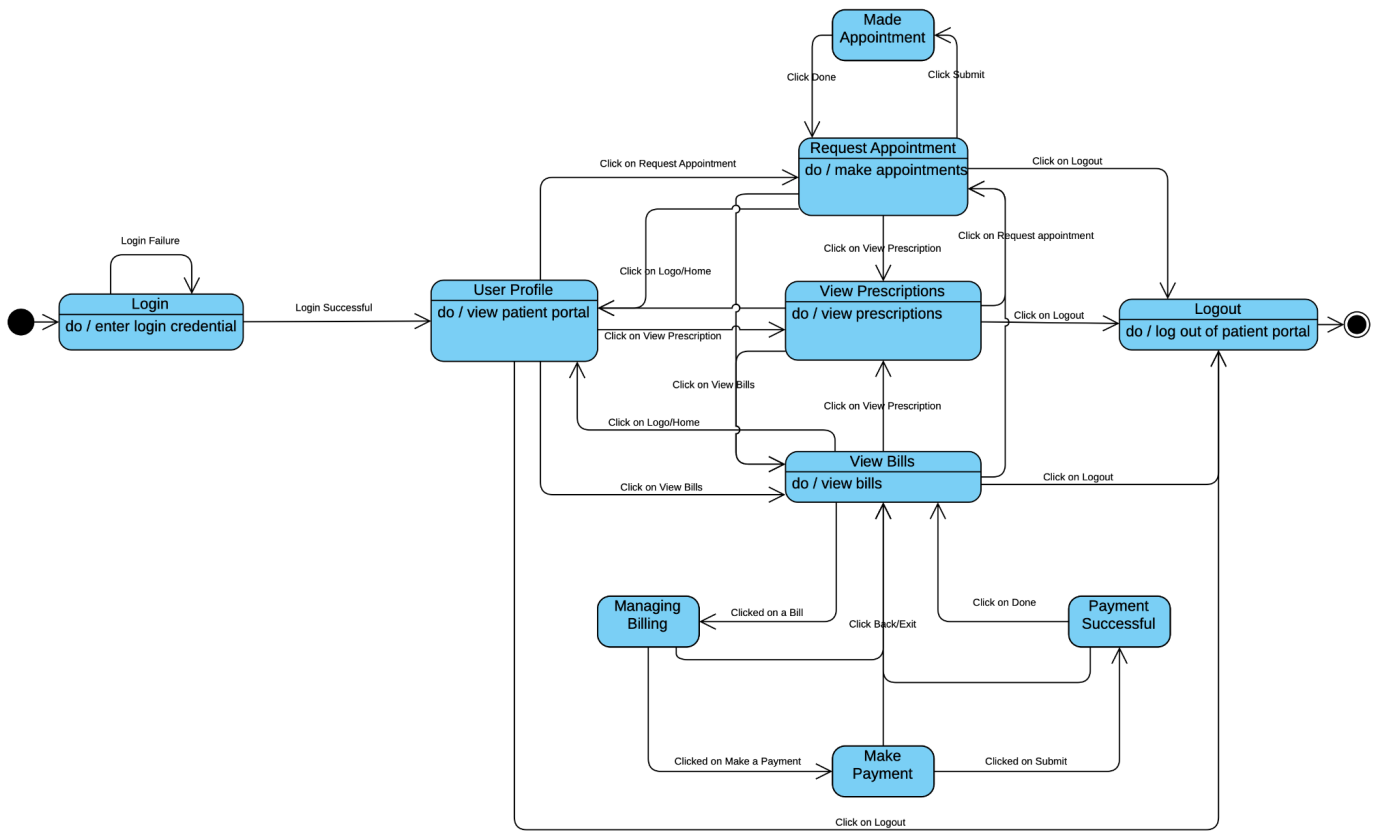 Made
Appointment
Click Done
Click Submit
Request Appointment
do / make appointments
Click on Request Appointment
Click on Logout
Login Failure
Click on Request appointment
Click on View Prescription
Click on Logo/Home
Login
do / enter login credential
Login Successful
User Profile
do / view patient portal
View Prescriptions
do / view prescriptions
Click on View Prescription
Click on Logout
Logout
do / log out of patient portal
Click on View Bills
Click on View Prescription
Click on Logo/Home
View Bills
do / view bills
Click on View Bills
Click on Logout
Managing
Billing
Clicked on a Bill
Click Back/Exit
Click on Done
Payment
Successful
Clicked on Make a Payment
Make
Payment
Clicked on Submit
Click on Logout